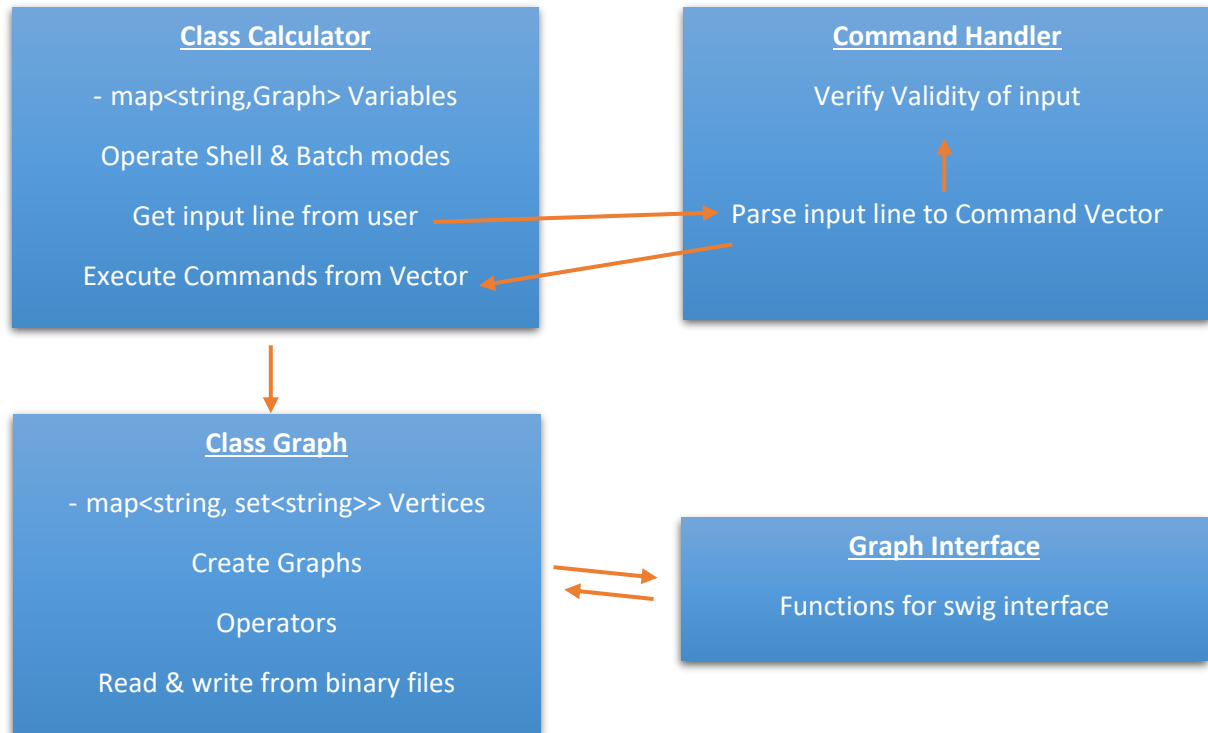 Class Calculator
- map<string,Graph> Variables
Operate Shell & Batch modes
Get input line from user
Execute Commands from Vector
Command Handler
Verify Validity of input
Parse input line to Command Vector
Class Graph
- map<string, set<string>> Vertices
Create Graphs
Operators
Read & write from binary files
Graph Interface
Functions for swig interface